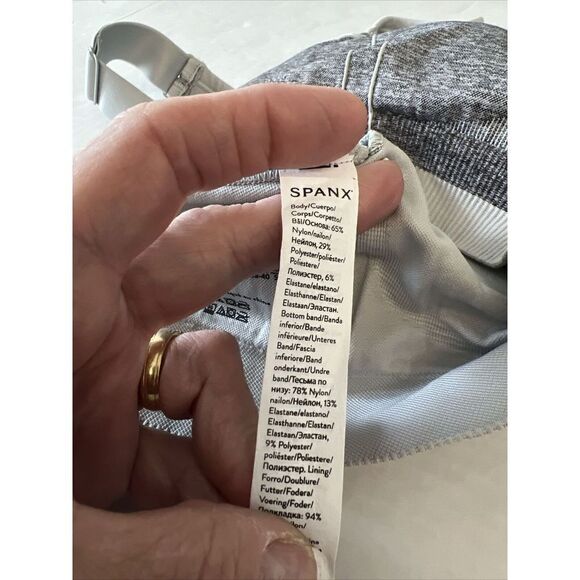 SPANX
Body/Cuerpo/
Corps/Corpetto/
Bål/Основа: 65%
Nylon/nailon/
Нейлон, 29%
Polyester/poliéster/
Poliestere/
Полиэстер, 6%
Elastane/elastano/
Elasthanne/Elastan/
Elastaan/Эластан.
Bottom band/Banda
inferior/Bande
inférieure/Unteres
Band/Fascia
inferiore/Band
onderkant/Undre
band/Тесьма по
низу: 78% Nylon/
nailon/Нейлон, 13%
Elastane/elastano/
Elasthanne/Elastan/
Elastaan/Эластан,
9% Polyester/
poliéster/Poliestere/
Полиэстер. Lining/
Forro/Doublure/
Futter/Fodera/
Voering/Foder/
Подкладка: 94%